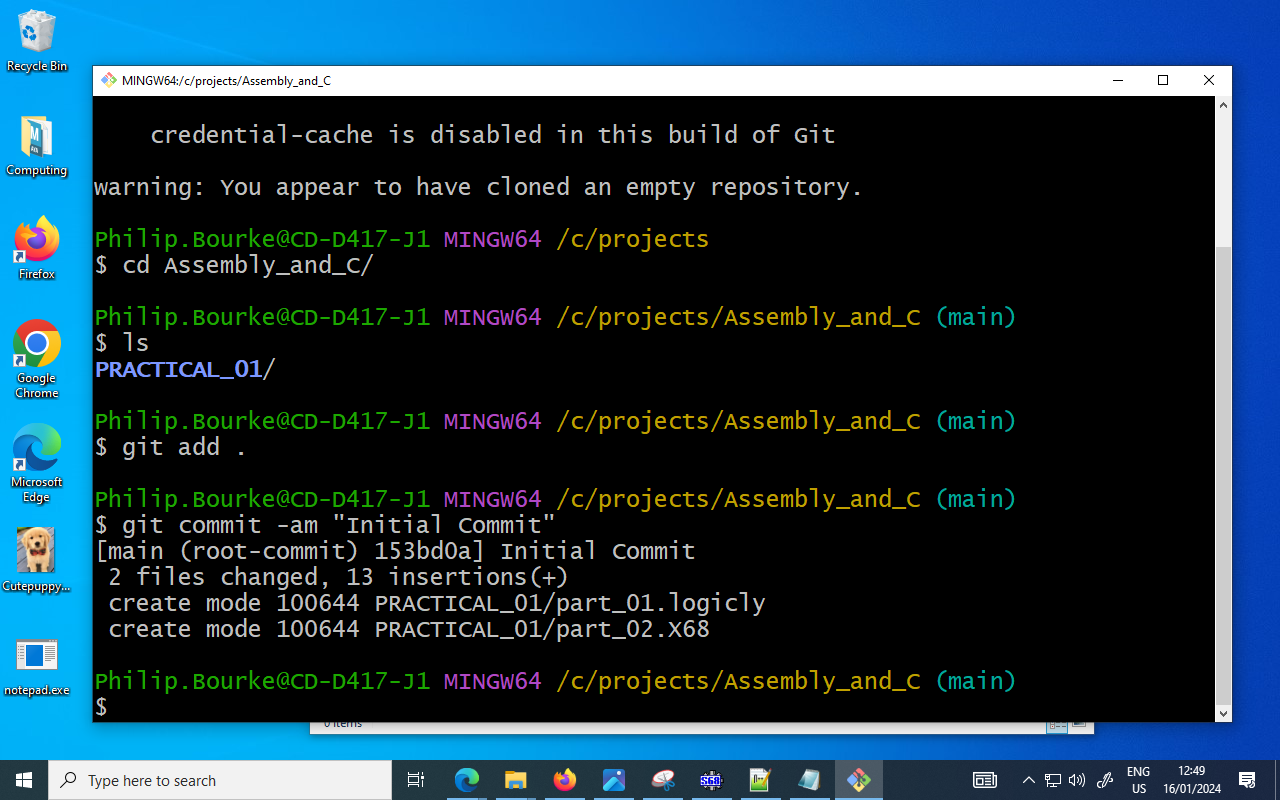 Recycle Bin
Computing
Firefox
Google
Chrome
Microsoft
Edge
Cutepuppy...
notepad.exe
MINGW64:/c/projects/Assembly_and_C
credential-cache is disabled in this build of Git
warning: You appear to have cloned an empty repository.
Philip.Bourke@CD-D417-J1 MINGW64 /c/projects
$ cd Assembly_and_C/
Philip.Bourke@CD-D417-J1 MINGW64 /c/projects/Assembly_and_C (main)
$ ls
PRACTICAL_01/
Philip.Bourke@CD-D417-J1 MINGW64 /c/projects/Assembly_and_C (main)
$ git add .
Philip.Bourke@CD-D417-J1 MINGW64 /c/projects/Assembly_and_C (main)
$ git commit -am "Initial Commit"
[main (root-commit) 153bd0a] Initial Commit
2 files changed, 13 insertions(+)
create mode 100644 PRACTICAL_01/part_01.logicly
create mode 100644 PRACTICAL_01/part_02.X68
Philip.Bourke@CD-D417-J1 MINGW64 /c/projects/Assembly_and_C (main)
$
0 items
Type here to search
S68
ENG
US
12:49
16/01/2024